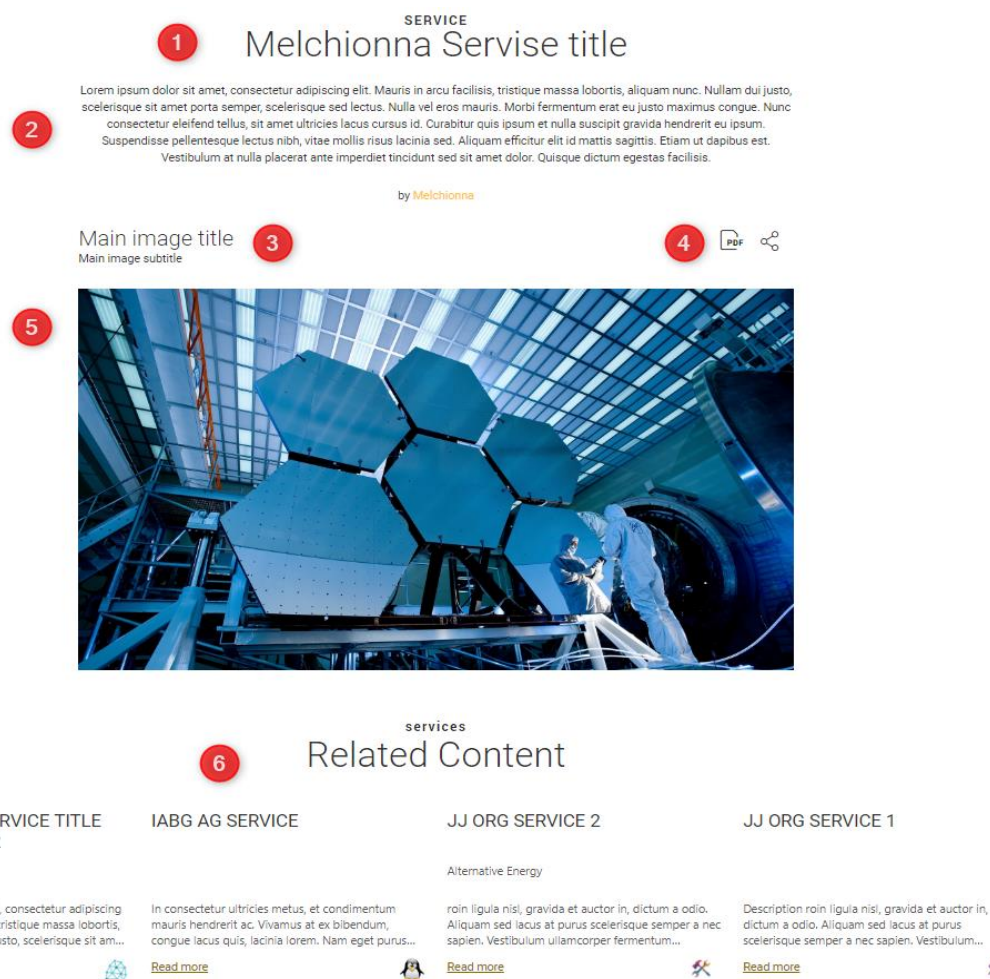 SERVICE
1
Melchionna Servise title
Lorem ipsum dolor sit amet, consectetur adipiscing elit. Mauris in arcu facilisis, tristique massa lobortis, aliquam nunc. Nullam dui justo,
scelerisque sit amet porta semper, scelerisque sed lectus. Nulla vel eros mauris. Morbi fermentum erat eu justo maximus congue. Nunc
2
consectetur eleifend tellus, sit amet ultricies lacus cursus id. Curabitur quis ipsum et nulla suscipit gravida hendrerit eu ipsum.
Suspendisse pellentesque lectus nibh, vitae mollis risus lacinia sed. Aliquam efficitur elit id mattis sagittis. Etiam ut dapibus est.
Vestibulum at nulla placerat ante imperdiet tincidunt sed sit amet dolor. Quisque dictum egestas facilisis.
by Melchionna
Main image title
3
4
PDF
Main image subtitle
5
services
6
Related Content
RVICE TITLE
IABG AG SERVICE
JJ ORG SERVICE 2
JJ ORG SERVICE 1
Alternative Energy
, consectetur adipiscing
ristique massa lobortis,
usto, scelerisque sit am...
In consectetur ultricies metus, et condimentum
mauris hendrerit ac. Vivamus at ex bibendum,
congue lacus quis, lacinia lorem. Nam eget purus...
Read more
roin ligula nisl, gravida et auctor in, dictum a odio.
Aliquam sed lacus at purus scelerisque semper a nec
sapien. Vestibulum ullamcorper fermentum...
Read more
Description roin ligula nisl, gravida et auctor in,
dictum a odio. Aliquam sed lacus at purus
scelerisque semper a nec sapien. Vestibulum...
Read more